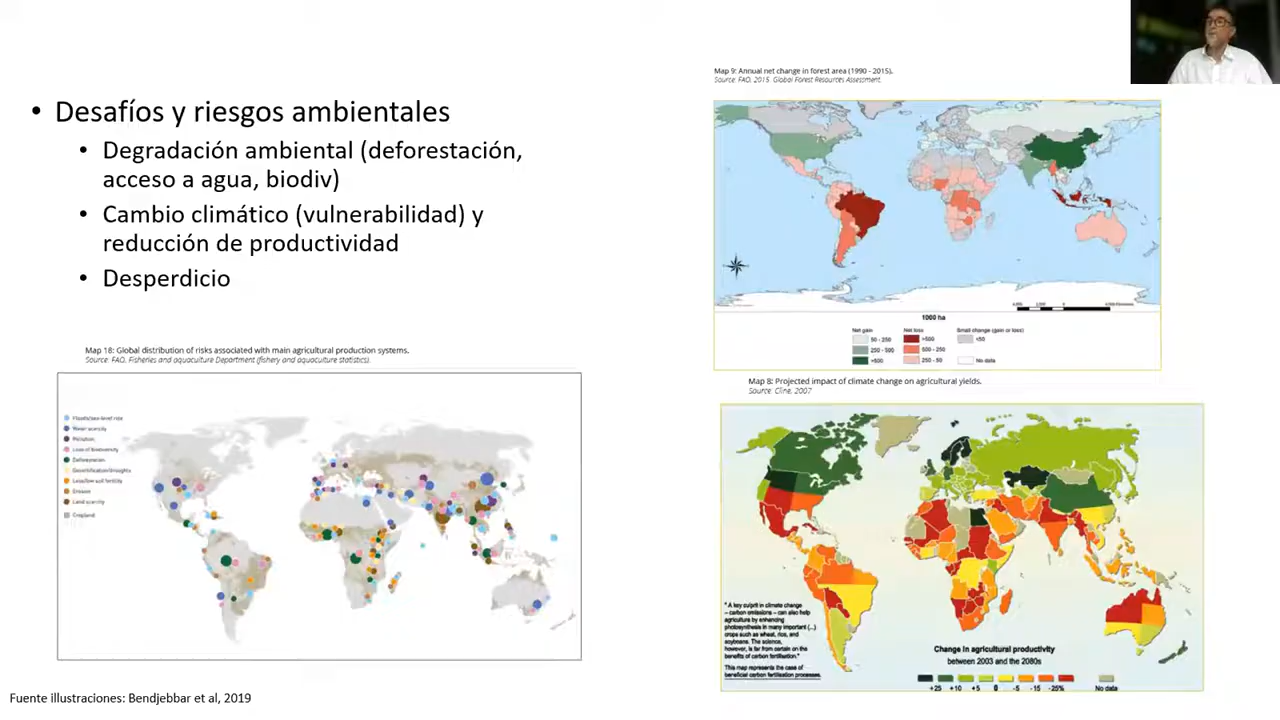 • Desafíos y riesgos ambientales
• Degradación ambiental (deforestación,
acceso a agua, biodiv)
• Cambio climático (vulnerabilidad) y
reducción de productividad
• Desperdicio
Map 18: Global distribution of risks associated with main agricultural production systems.
Source: FAO, Fisheries and aquaculture Department (fishery and aquaculture statistics).
Floods/sea-level rise
Water scarcity
Pollution
Loss of biodiversity
Deforestation
Desertification/droughts
Loss/low soil fertility
Erosion
Land scarcity
Cropland
Fuente illustraciones: Bendjebbar et al, 2019
Map 9: Annual net change in forest area (1990 - 2015).
Source: FAO, 2015. Global Forest Resources Assessment.
1000 ha
Net gain
50 - 250
250 - 500
>500
Net loss
>500
500 - 250
250 - 50
Small change (gain or loss)
<50
No data
Map 8: Projected impact of climate change on agricultural yields.
Source: Cline, 2007
" A key culprit in climate change
– carbon emissions – can also help
agriculture by enhancing
photosynthesis in many important (...)
crops such as wheat, rice, and
soybeans. The science,
however, is far from certain on the
benefits of carbon fertilisation."
This map represents the case of
beneficial carbon fertilisation processes.
Change in agricultural productivity
between 2003 and the 2080s
+25 +10 +5 0 -5 -15 -25% No data